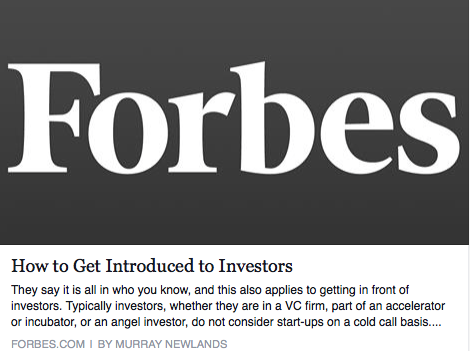 Forbes
How to Get Introduced to Investors
They say it is all in who you know, and this also applies to getting in front of
investors. Typically investors, whether they are in a VC firm, part of an accelerator
or incubator, or an angel investor, do not consider start-ups on a cold call basis....
FORBES.COM | BY MURRAY NEWLANDS